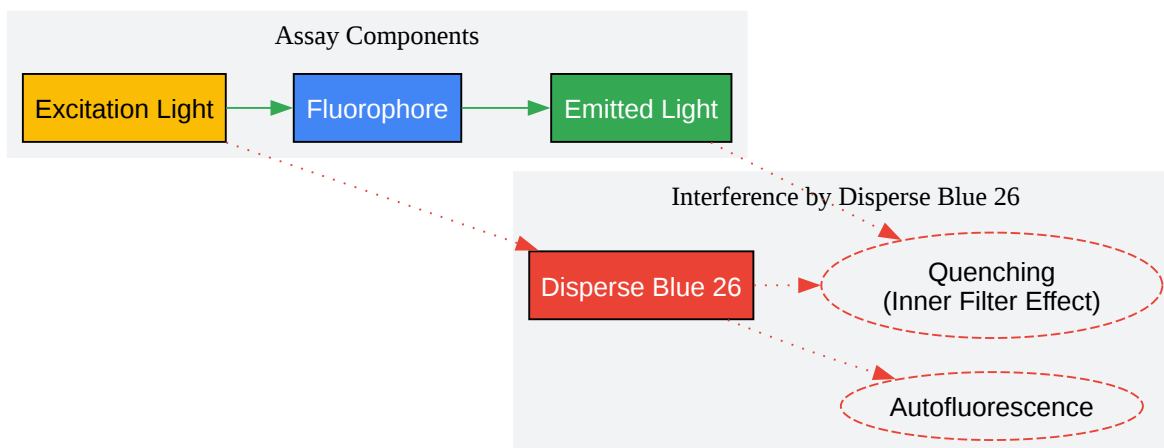 Assay Components
Excitation Light
Fluorophore
Emitted Light
Interference by Disperse Blue 26
Disperse Blue 26
Quenching
(Inner Filter Effect)
Autofluorescence